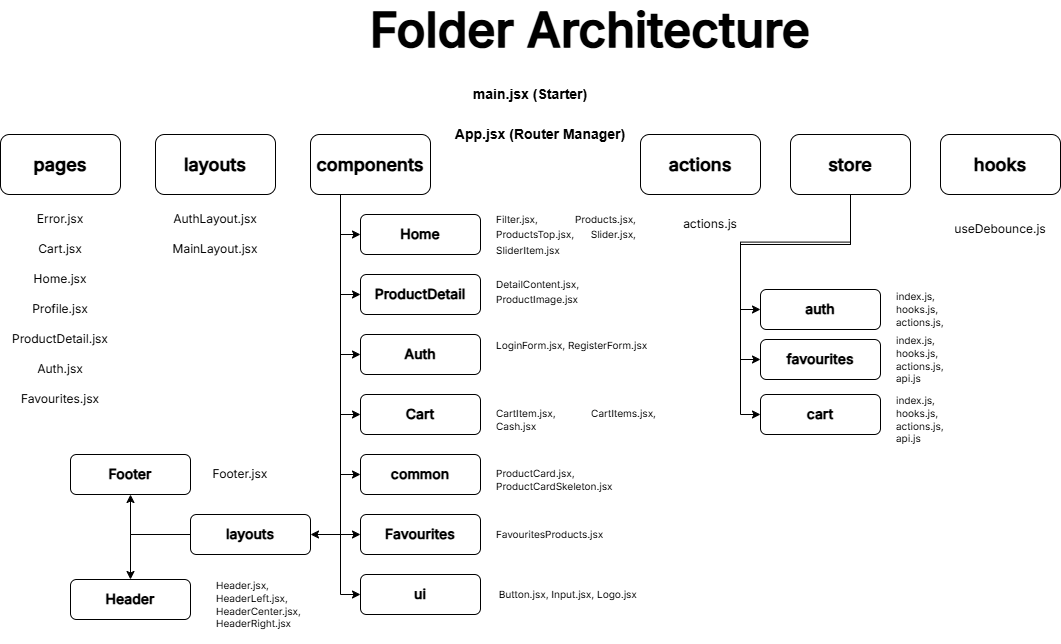 Folder Architecture
main.jsx (Starter)
App.jsx (Router Manager)
pages
layouts
components
actions
store
hooks
Error.jsx
Cart.jsx
Home.jsx
Profile.jsx
ProductDetail.jsx
Auth.jsx
Favourites.jsx
AuthLayout.jsx
MainLayout.jsx
Home
Filter.jsx, Products.jsx,
ProductsTop.jsx, Slider.jsx,
SliderItem.jsx
ProductDetail
DetailContent.jsx,
ProductImage.jsx
Auth
LoginForm.jsx, RegisterForm.jsx
Cart
CartItem.jsx, CartItems.jsx,
Cash.jsx
common
ProductCard.jsx,
ProductCardSkeleton.jsx
Favourites
FavouritesProducts.jsx
ui
Button.jsx, Input.jsx, Logo.jsx
layouts
Footer
Footer.jsx
Header
Header.jsx,
HeaderLeft.jsx,
HeaderCenter.jsx,
HeaderRight.jsx
actions.js
auth
index.js,
hooks.js,
actions.js,
favourites
index.js,
hooks.js,
actions.js,
api.js
cart
index.js,
hooks.js,
actions.js,
api.js
useDebounce.js